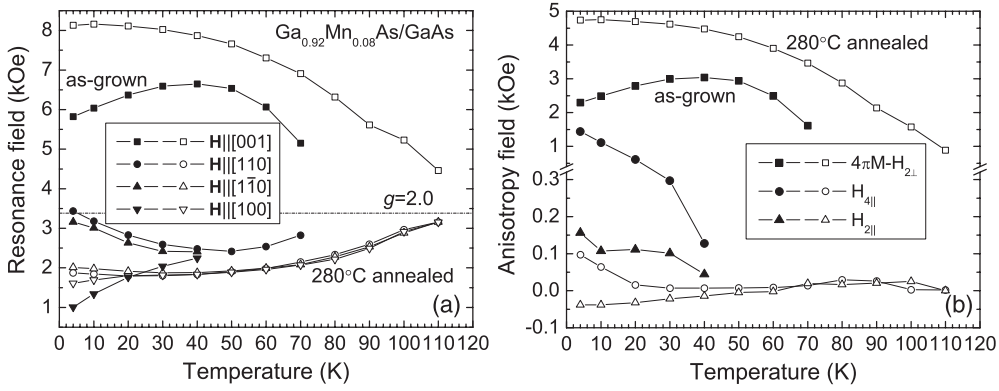 Ga0.92Mn0.08As/GaAs
as-grown
H||[001]
H||[110]
H||[11̄0]
H||[100]
g=2.0
280°C annealed
(a)
Resonance field (kOe)
9
8
7
6
5
4
3
2
1
0 10 20 30 40 50 60 70 80 90 100 110 120
Temperature (K)
280°C annealed
as-grown
4πM-H2⊥
H4||
H2||
(b)
Anisotropy field (kOe)
5
4
3
2
1
0.3
0.2
0.1
0.0
-0.1
0 10 20 30 40 50 60 70 80 90 100 110 120
Temperature (K)